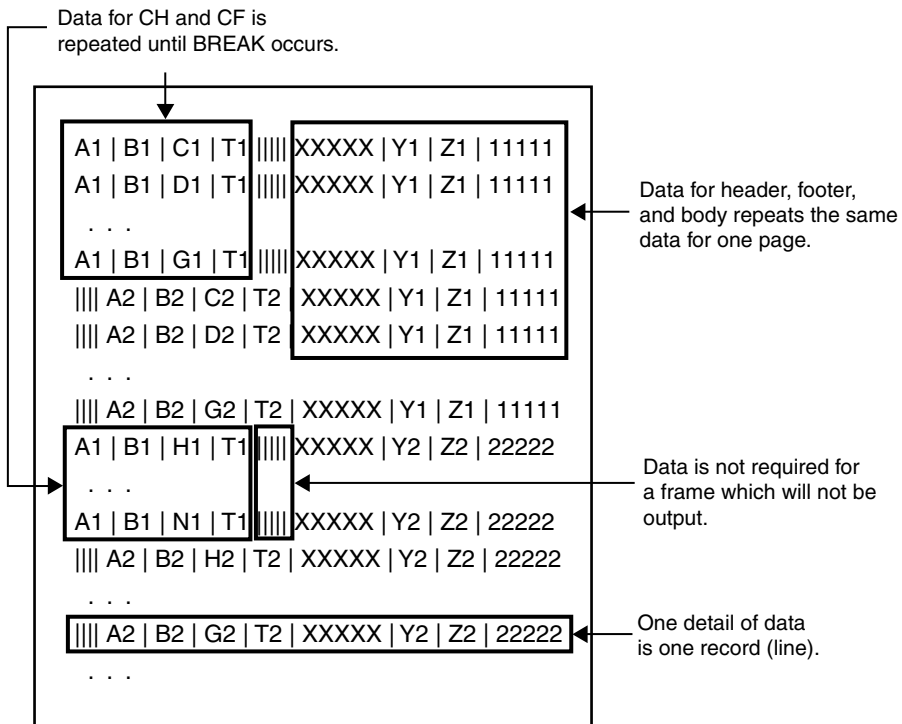 Data for CH and CF is
repeated until BREAK occurs.
A1 | B1 | C1 | T1 ||||| XXXXX | Y1 | Z1 | 11111
A1 | B1 | D1 | T1 ||||| XXXXX | Y1 | Z1 | 11111
. . .
A1 | B1 | G1 | T1 ||||| XXXXX | Y1 | Z1 | 11111
|||| A2 | B2 | C2 | T2 | XXXXX | Y1 | Z1 | 11111
|||| A2 | B2 | D2 | T2 | XXXXX | Y1 | Z1 | 11111
. . .
|||| A2 | B2 | G2 | T2 | XXXXX | Y1 | Z1 | 11111
A1 | B1 | H1 | T1 ||||| XXXXX | Y2 | Z2 | 22222
. . .
A1 | B1 | N1 | T1 ||||| XXXXX | Y2 | Z2 | 22222
|||| A2 | B2 | H2 | T2 | XXXXX | Y2 | Z2 | 22222
. . .
|||| A2 | B2 | G2 | T2 | XXXXX | Y2 | Z2 | 22222
. . .
Data for header, footer,
and body repeats the same
data for one page.
Data is not required for
a frame which will not be
output.
One detail of data
is one record (line).